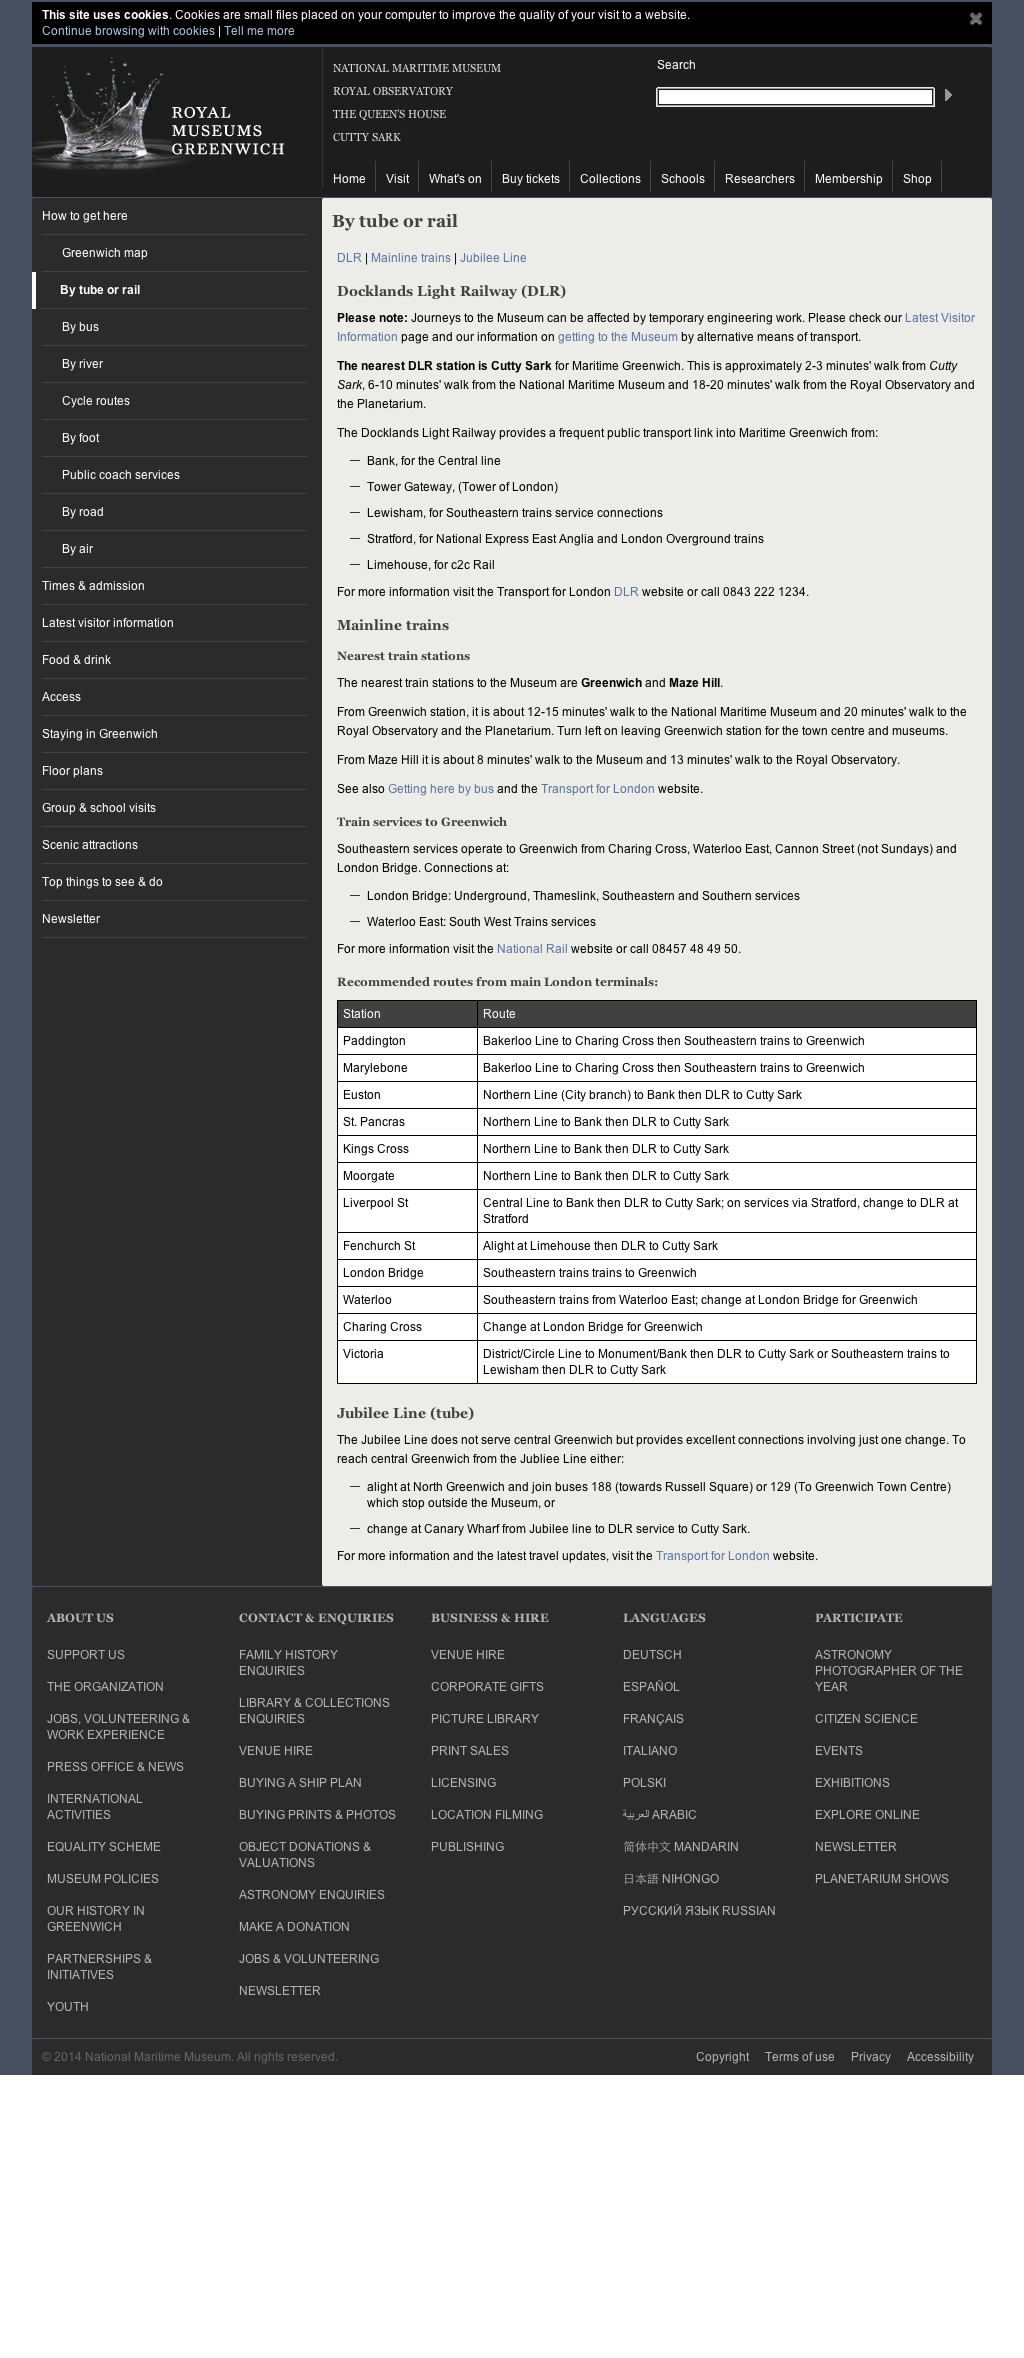 This site uses cookies. Cookies are small files placed on your computer to improve the quality of your visit to a website.
Continue browsing with cookies | Tell me more
ROYAL
MUSEUMS
GREENWICH
NATIONAL MARITIME MUSEUM
ROYAL OBSERVATORY
THE QUEEN'S HOUSE
CUTTY SARK
Search
Home
Visit
What's on
Buy tickets
Collections
Schools
Researchers
Membership
Shop
How to get here
Greenwich map
By tube or rail
By bus
By river
Cycle routes
By foot
Public coach services
By road
By air
Times & admission
Latest visitor information
Food & drink
Access
Staying in Greenwich
Floor plans
Group & school visits
Scenic attractions
Top things to see & do
Newsletter
By tube or rail
DLR | Mainline trains | Jubilee Line
Docklands Light Railway (DLR)
Please note: Journeys to the Museum can be affected by temporary engineering work. Please check our Latest Visitor
Information page and our information on getting to the Museum by alternative means of transport.
The nearest DLR station is Cutty Sark for Maritime Greenwich. This is approximately 2-3 minutes' walk from Cutty
Sark, 6-10 minutes' walk from the National Maritime Museum and 18-20 minutes' walk from the Royal Observatory and
the Planetarium.
The Docklands Light Railway provides a frequent public transport link into Maritime Greenwich from:
— Bank, for the Central line
— Tower Gateway, (Tower of London)
— Lewisham, for Southeastern trains service connections
— Stratford, for National Express East Anglia and London Overground trains
— Limehouse, for c2c Rail
For more information visit the Transport for London DLR website or call 0843 222 1234.
Mainline trains
Nearest train stations
The nearest train stations to the Museum are Greenwich and Maze Hill.
From Greenwich station, it is about 12-15 minutes' walk to the National Maritime Museum and 20 minutes' walk to the
Royal Observatory and the Planetarium. Turn left on leaving Greenwich station for the town centre and museums.
From Maze Hill it is about 8 minutes' walk to the Museum and 13 minutes' walk to the Royal Observatory.
See also Getting here by bus and the Transport for London website.
Train services to Greenwich
Southeastern services operate to Greenwich from Charing Cross, Waterloo East, Cannon Street (not Sundays) and
London Bridge. Connections at:
— London Bridge: Underground, Thameslink, Southeastern and Southern services
— Waterloo East: South West Trains services
For more information visit the National Rail website or call 08457 48 49 50.
Recommended routes from main London terminals:
Station Route
Paddington Bakerloo Line to Charing Cross then Southeastern trains to Greenwich
Marylebone Bakerloo Line to Charing Cross then Southeastern trains to Greenwich
Euston Northern Line (City branch) to Bank then DLR to Cutty Sark
St. Pancras Northern Line to Bank then DLR to Cutty Sark
Kings Cross Northern Line to Bank then DLR to Cutty Sark
Moorgate Northern Line to Bank then DLR to Cutty Sark
Liverpool St Central Line to Bank then DLR to Cutty Sark; on services via Stratford, change to DLR at
Stratford
Fenchurch St Alight at Limehouse then DLR to Cutty Sark
London Bridge Southeastern trains trains to Greenwich
Waterloo Southeastern trains from Waterloo East; change at London Bridge for Greenwich
Charing Cross Change at London Bridge for Greenwich
Victoria District/Circle Line to Monument/Bank then DLR to Cutty Sark or Southeastern trains to
Lewisham then DLR to Cutty Sark
Jubilee Line (tube)
The Jubilee Line does not serve central Greenwich but provides excellent connections involving just one change. To
reach central Greenwich from the Jubliee Line either:
— alight at North Greenwich and join buses 188 (towards Russell Square) or 129 (To Greenwich Town Centre)
which stop outside the Museum, or
— change at Canary Wharf from Jubilee line to DLR service to Cutty Sark.
For more information and the latest travel updates, visit the Transport for London website.
ABOUT US
SUPPORT US
THE ORGANIZATION
JOBS, VOLUNTEERING &
WORK EXPERIENCE
PRESS OFFICE & NEWS
INTERNATIONAL
ACTIVITIES
EQUALITY SCHEME
MUSEUM POLICIES
OUR HISTORY IN
GREENWICH
PARTNERSHIPS &
INITIATIVES
YOUTH
CONTACT & ENQUIRIES
FAMILY HISTORY
ENQUIRIES
LIBRARY & COLLECTIONS
ENQUIRIES
VENUE HIRE
BUYING A SHIP PLAN
BUYING PRINTS & PHOTOS
OBJECT DONATIONS &
VALUATIONS
ASTRONOMY ENQUIRIES
MAKE A DONATION
JOBS & VOLUNTEERING
NEWSLETTER
BUSINESS & HIRE
VENUE HIRE
CORPORATE GIFTS
PICTURE LIBRARY
PRINT SALES
LICENSING
LOCATION FILMING
PUBLISHING
LANGUAGES
DEUTSCH
ESPAÑOL
FRANÇAIS
ITALIANO
POLSKI
العربية ARABIC
简体中文 MANDARIN
日本語 NIHONGO
РУССКИЙ ЯЗЫК RUSSIAN
PARTICIPATE
ASTRONOMY
PHOTOGRAPHER OF THE
YEAR
CITIZEN SCIENCE
EVENTS
EXHIBITIONS
EXPLORE ONLINE
NEWSLETTER
PLANETARIUM SHOWS
© 2014 National Maritime Museum. All rights reserved.
Copyright
Terms of use
Privacy
Accessibility